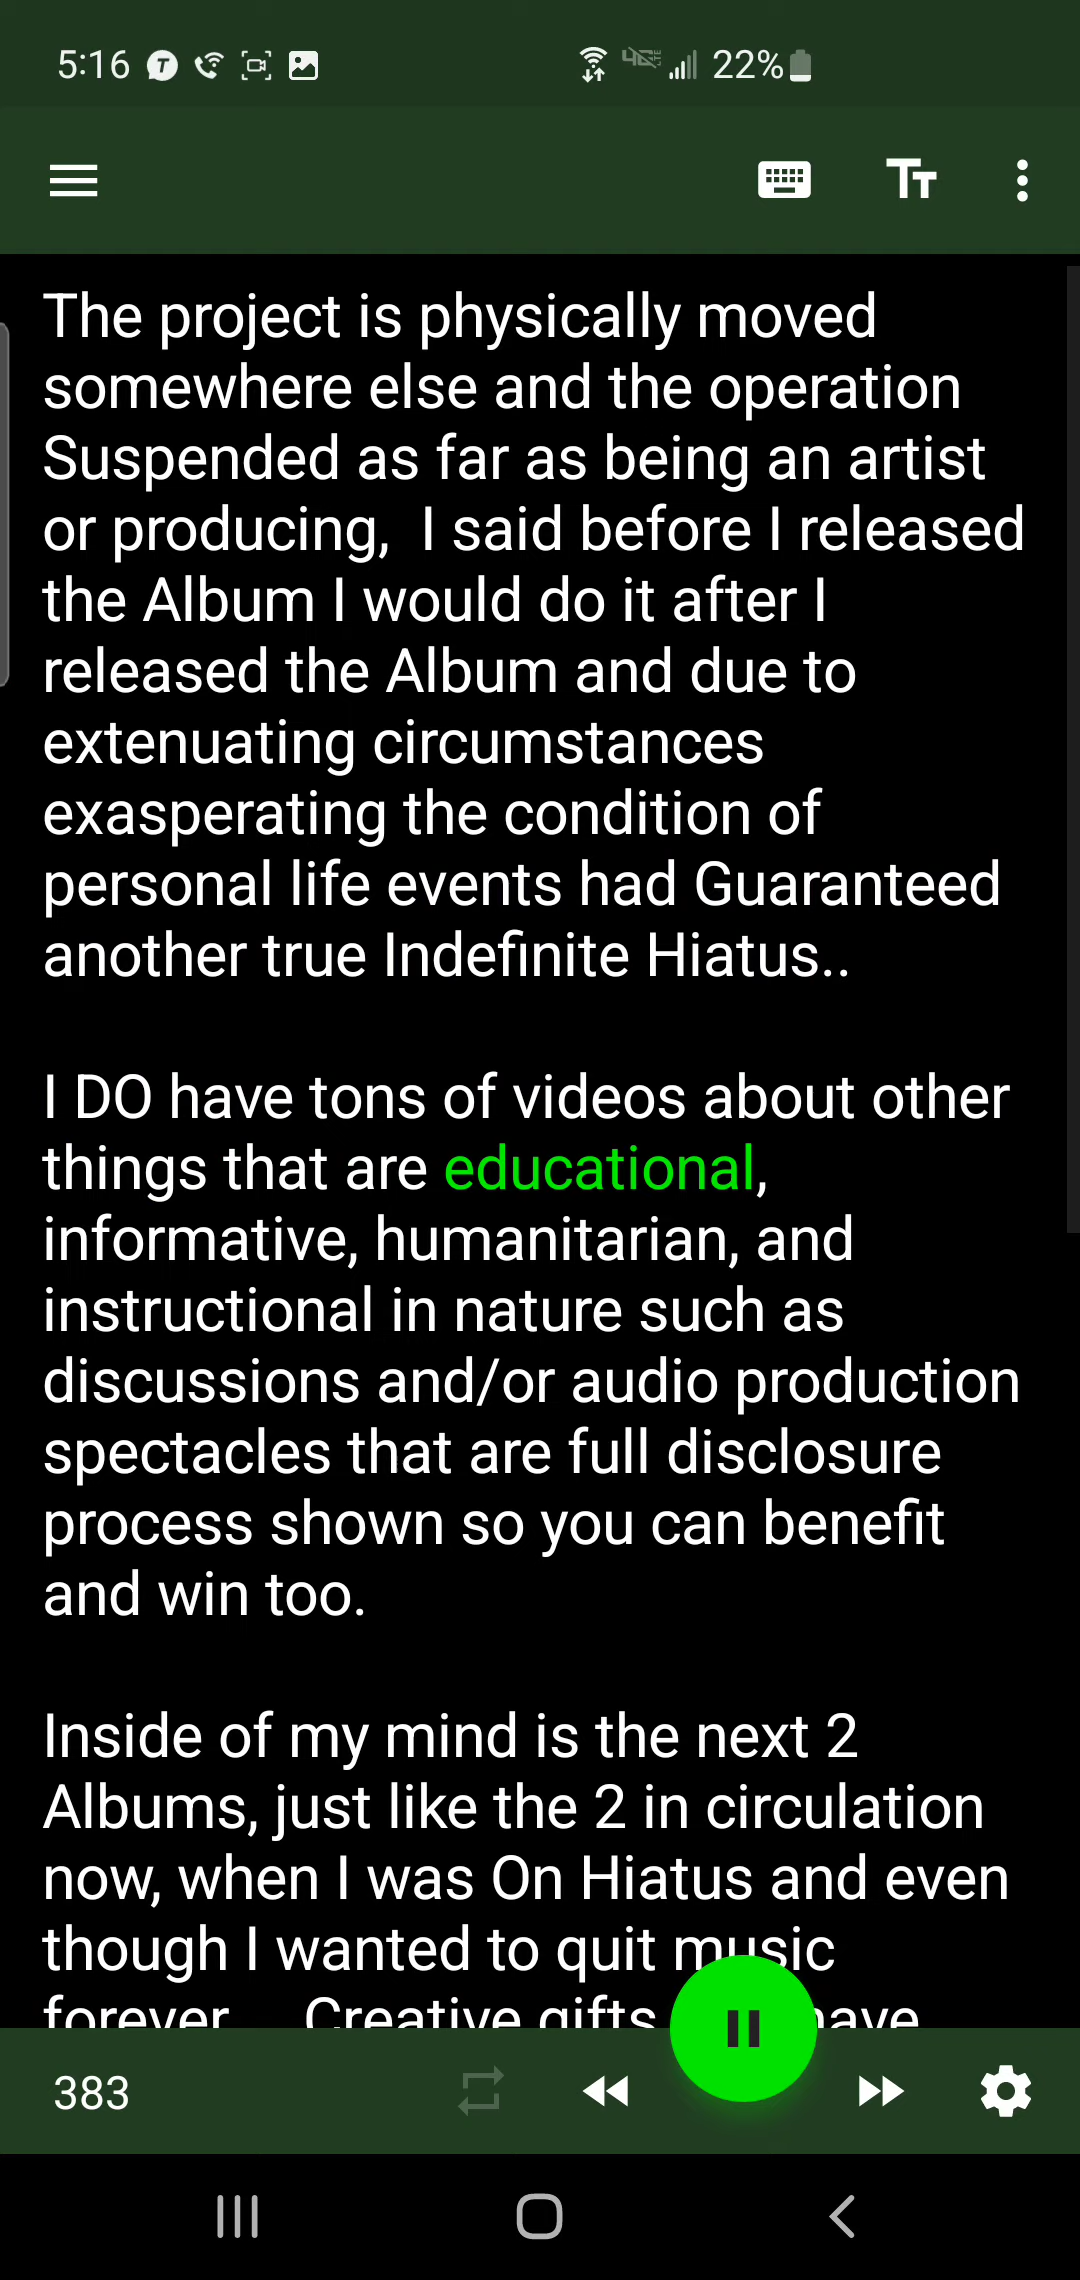 5:16
22%
The project is physically moved
somewhere else and the operation
Suspended as far as being an artist
or producing,  I said before I released
the Album I would do it after I
released the Album and due to
extenuating circumstances
exasperating the condition of
personal life events had Guaranteed
another true Indefinite Hiatus..
I DO have tons of videos about other
things that are educational,
informative, humanitarian, and
instructional in nature such as
discussions and/or audio production
spectacles that are full disclosure
process shown so you can benefit
and win too.
Inside of my mind is the next 2
Albums, just like the 2 in circulation
now, when I was On Hiatus and even
though I wanted to quit music
forever Creative gifts
383